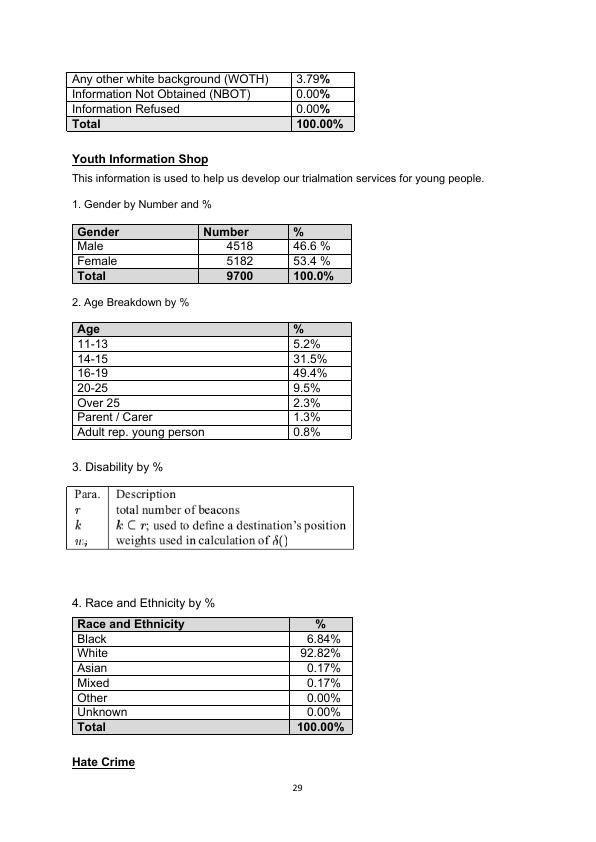 Any other white background (WOTH) 3.79%
Information Not Obtained (NBOT) 0.00%
Information Refused 0.00%
Total 100.00%
Youth Information Shop
This information is used to help us develop our trialmation services for young people.
1. Gender by Number and %
Gender Number %
Male 4518 46.6 %
Female 5182 53.4 %
Total 9700 100.0%
2. Age Breakdown by %
Age %
11-13 5.2%
14-15 31.5%
16-19 49.4%
20-25 9.5%
Over 25 2.3%
Parent / Carer 1.3%
Adult rep. young person 0.8%
3. Disability by %
Para. Description
r total number of beacons
k k ⊂ r; used to define a destination's position
w_i weights used in calculation of δ()
4. Race and Ethnicity by %
Race and Ethnicity %
Black 6.84%
White 92.82%
Asian 0.17%
Mixed 0.17%
Other 0.00%
Unknown 0.00%
Total 100.00%
Hate Crime
29